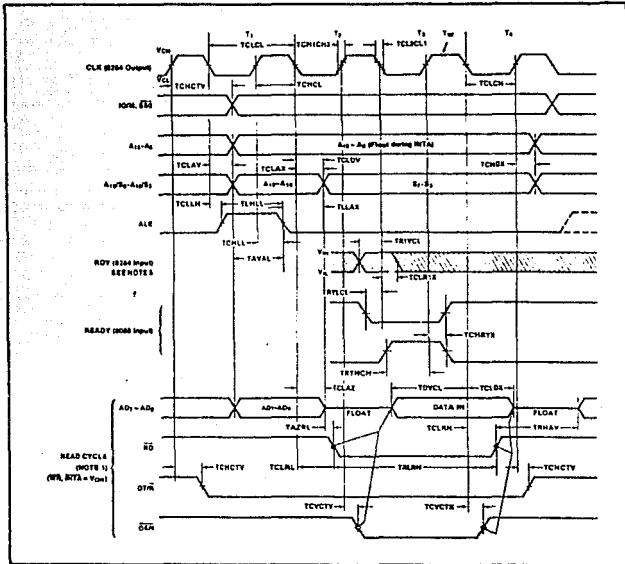 T1 T2 T3 TW T4
TCLCL TCH1CH2 TCL2CL1
VCH
CLK (8284 Output)
VCL
TCHCTV TCHCL TCLCH
IO/M, SS0
A15-A8
A15-A8 (Float during INTA)
TCLAV TCLDV TCHDX
TCLAX
A19/S6-A16/S3
A19-A16 S7-S3
TCLLH TLHLL TLLAX
ALE
TCHLL TR1VCL
RDY (8284 Input)
SEE NOTE 5
VIH
VIL
TAVAL TCLR1X
RYLCL
READY (8088 Input)
TCHRYX
TRYHCH
TCLAZ TDVCL TCLDX
AD7-AD0
AD7-AD0 FLOAT DATA IN FLOAT
TAZRL TCLRH TRHAV
RD
READ CYCLE
(NOTE 1)
(WR, INTA = VOH)
TCHCTV TCLRL TRLRH TCHCTV
DT/R
TCVCTV TCVCTX
DEN